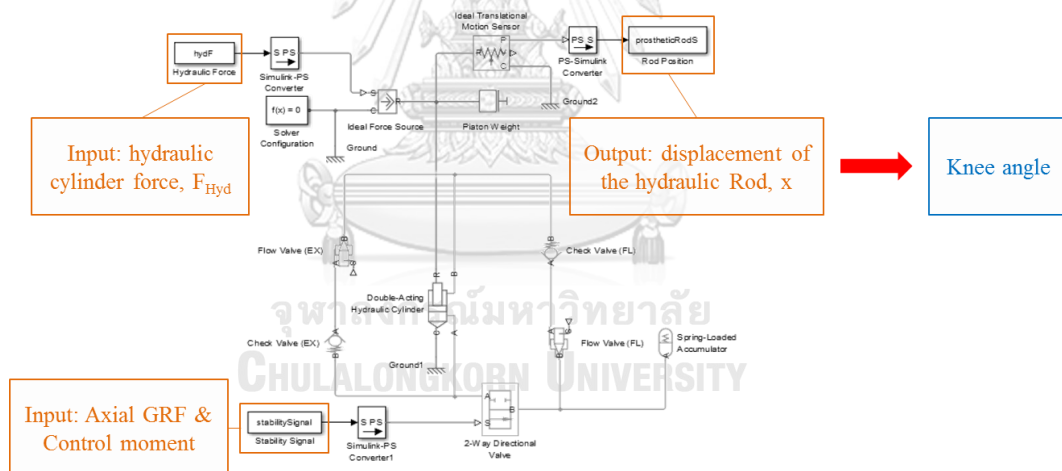 Ideal Translational
Motion Sensor
hydF
Hydraulic Force
S PS
Simulink-PS
Converter
f(x) = 0
Solver
Configuration
Ground
S
C
R
Ideal Force Source
Piston Weight
R
P
V
C
Ground2
PS S
PS-Simulink
Converter
prostheticRodS
Rod Position
Input: hydraulic
cylinder force, F_Hyd
Output: displacement of
the hydraulic Rod, x
Knee angle
Flow Valve (EX)
B
A
S
B
A
Check Valve (FL)
R
B
Double-Acting
Hydraulic Cylinder
C
A
จุฬาลงกรณ์มหาวิทยาลัย
CHULALONGKORN UNIVERSITY
A
B
Check Valve (EX)
Ground1
A
S
B
Flow Valve (FL)
Spring-Loaded
Accumulator
A
Input: Axial GRF &
Control moment
stabilitySignal
Stability Signal
S PS
Simulink-PS
Converter1
A
B
S
2-Way Directional
Valve